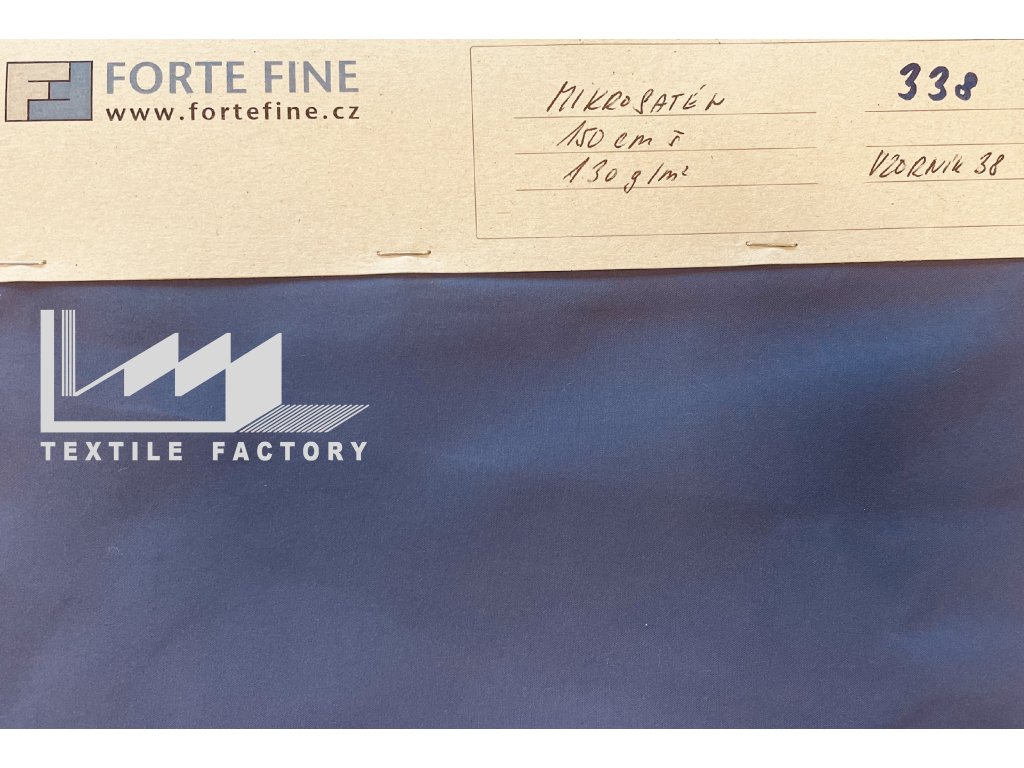 FORTE FINE
www.fortefine.cz
MIKROSATÉN
150 cm š
130 g/m²
338
VZORNÍK 38
TEXTILE FACTORY